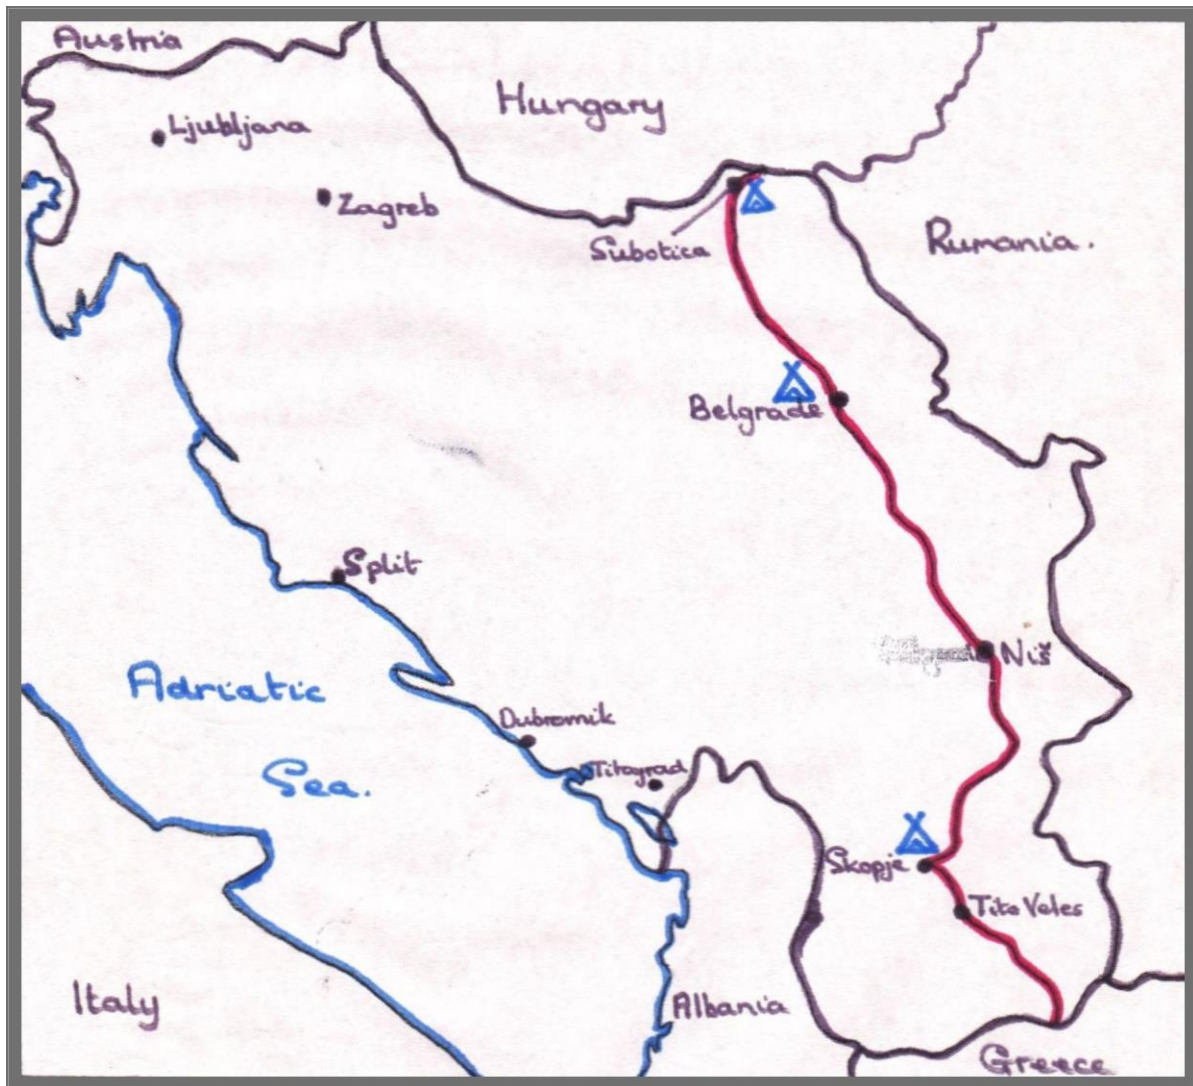 Austria
Hungary
Ljubljana
Zagreb
Subotica
Rumania.
Belgrade
Split
Niš
Adriatic
Sea.
Dubrovnik
Titograd
Skopje
Tito Veles
Italy
Albania
Greece